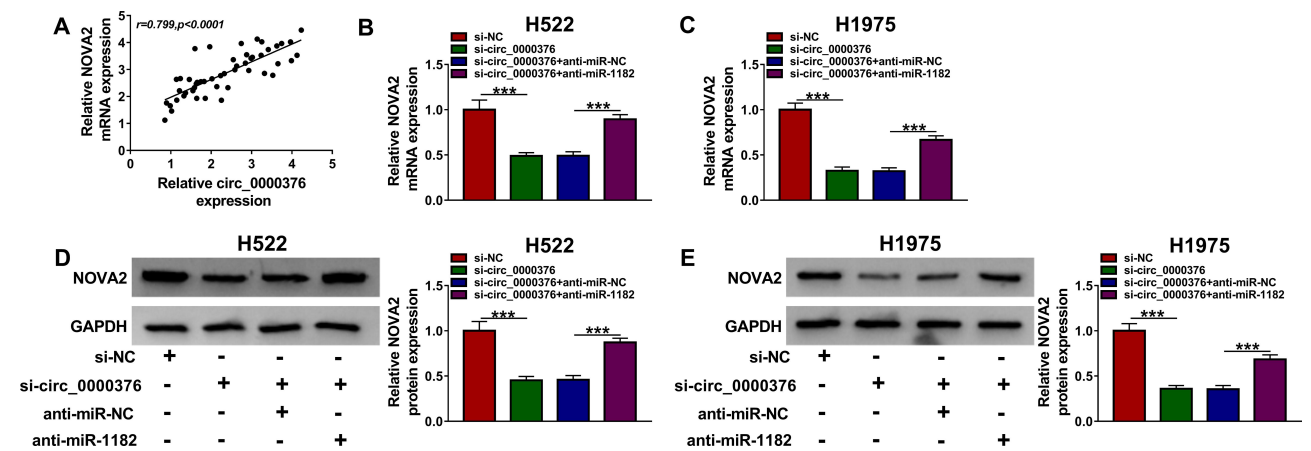 A
r=0.799,p<0.0001
Relative NOVA2
mRNA expression
5
4
3
2
1
0
0 1 2 3 4 5
Relative circ_0000376
expression
B
H522
si-NC
si-circ_0000376
si-circ_0000376+anti-miR-NC
si-circ_0000376+anti-miR-1182
Relative NOVA2
mRNA expression
1.5
1.0
0.5
0.0
***
***
C
H1975
si-NC
si-circ_0000376
si-circ_0000376+anti-miR-NC
si-circ_0000376+anti-miR-1182
Relative NOVA2
mRNA expression
1.5
1.0
0.5
0.0
***
***
D
H522
NOVA2
GAPDH
si-NC + - - -
si-circ_0000376 - + + +
anti-miR-NC - - + -
anti-miR-1182 - - - +
H522
si-NC
si-circ_0000376
si-circ_0000376+anti-miR-NC
si-circ_0000376+anti-miR-1182
Relative NOVA2
protein expression
1.5
1.0
0.5
0.0
***
***
E
H1975
NOVA2
GAPDH
si-NC + - - -
si-circ_0000376 - + + +
anti-miR-NC - - + -
anti-miR-1182 - - - +
H1975
si-NC
si-circ_0000376
si-circ_0000376+anti-miR-NC
si-circ_0000376+anti-miR-1182
Relative NOVA2
protein expression
1.5
1.0
0.5
0.0
***
***